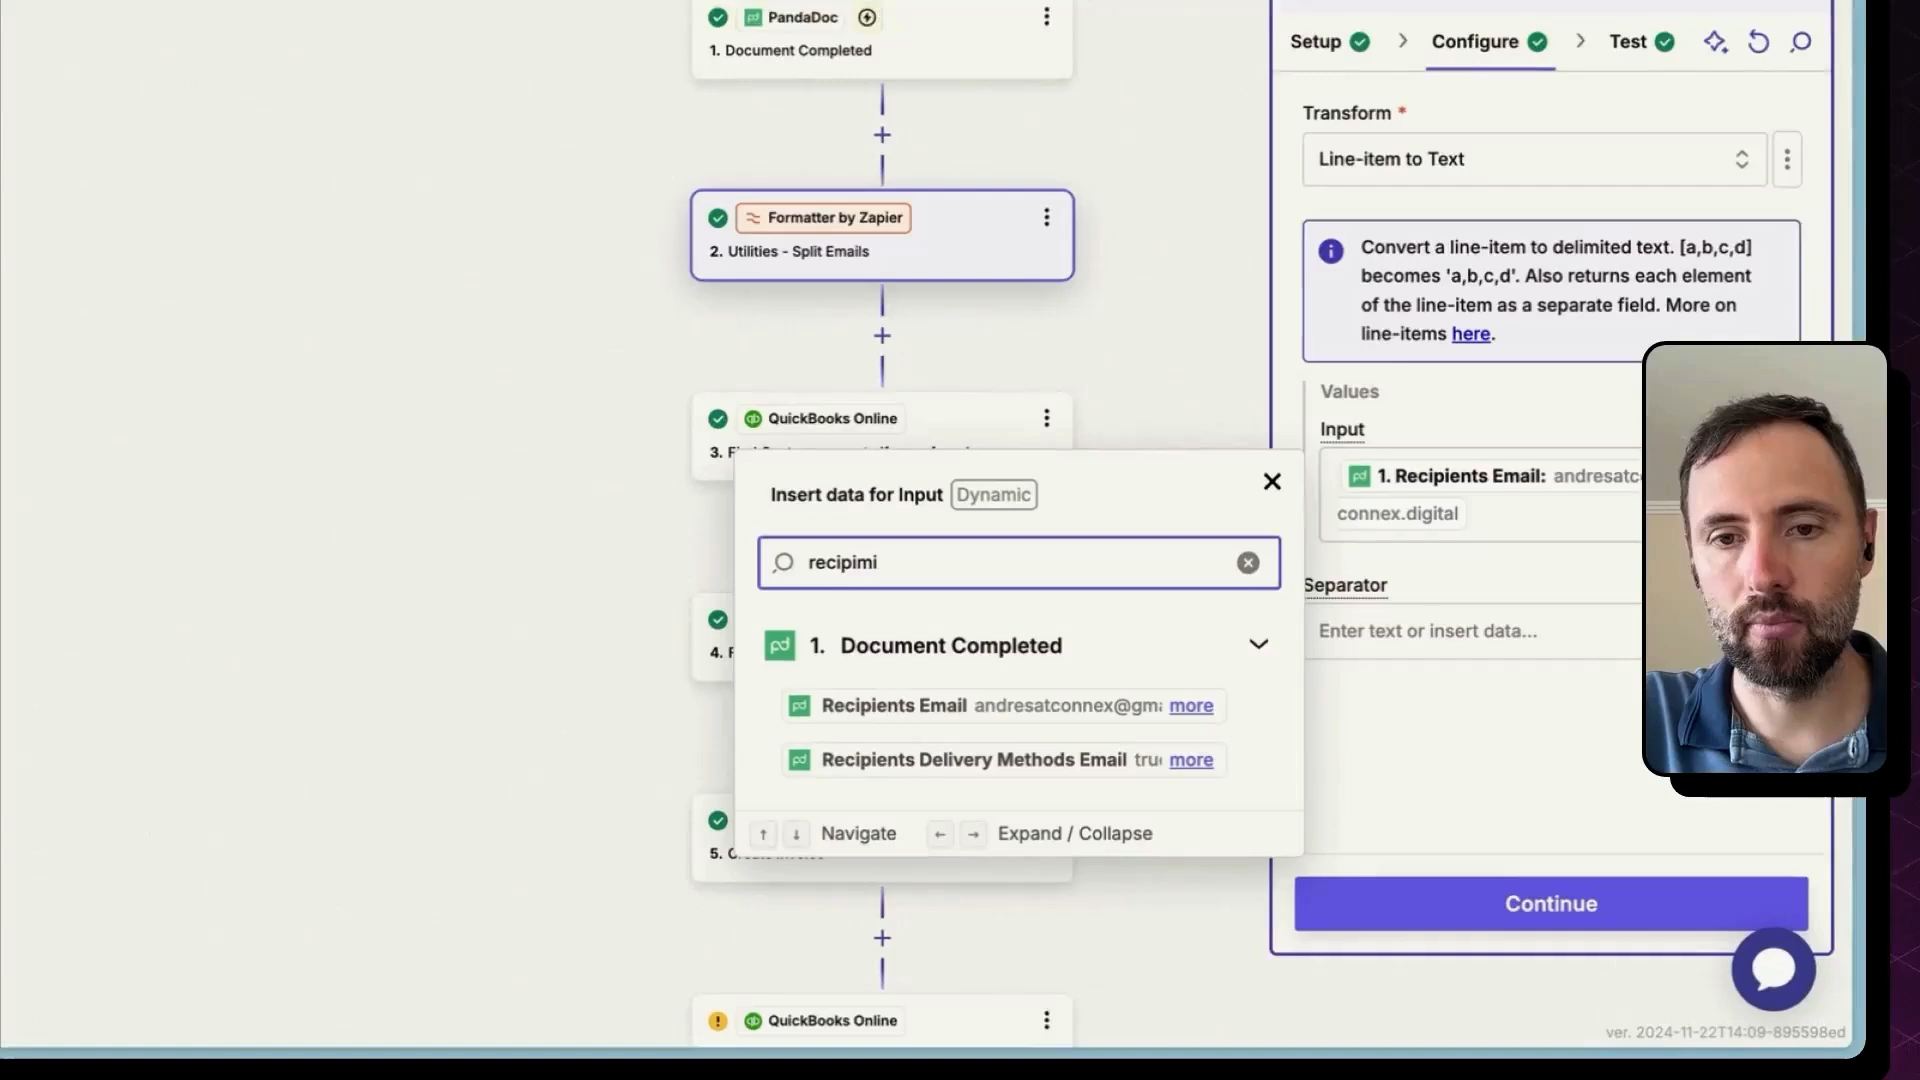 PandaDoc
1. Document Completed
Formatter by Zapier
2. Utilities - Split Emails
QuickBooks Online
3.
4.
5.
QuickBooks Online
Insert data for Input Dynamic
recipimi
1. Document Completed
Recipients Email andresatconnex@gm more
Recipients Delivery Methods Email more
Navigate
Expand / Collapse
Setup Configure Test
Transform *
Line-item to Text
Convert a line-item to delimited text. [a,b,c,d]
becomes 'a,b,c,d'. Also returns each element
of the line-item as a separate field. More on
line-items here.
Values
Input
1. Recipients Email: andresatc
connex.digital
Separator
Enter text or insert data...
Continue
ver. 2024-11-22T14:09-895598ed